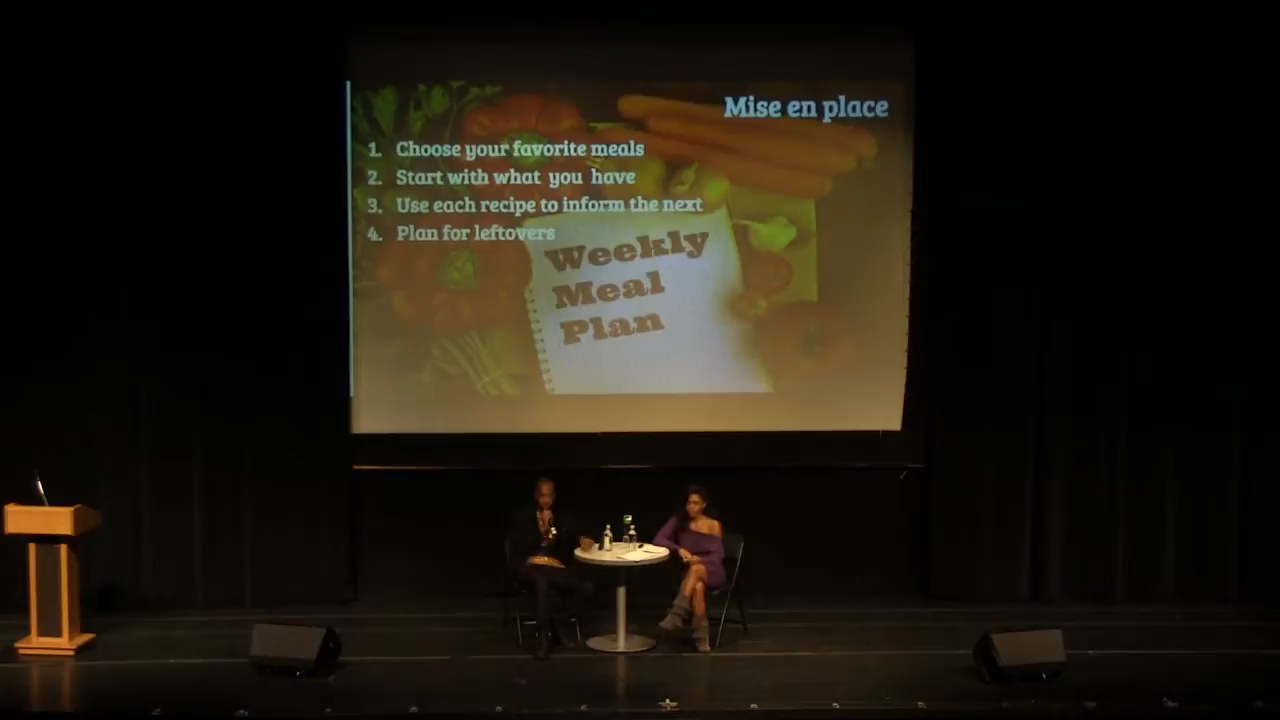 Mise en place
1. Choose your favorite meals
2. Start with what you have
3. Use each recipe to inform the next
4. Plan for leftovers
Weekly
Meal
Plan